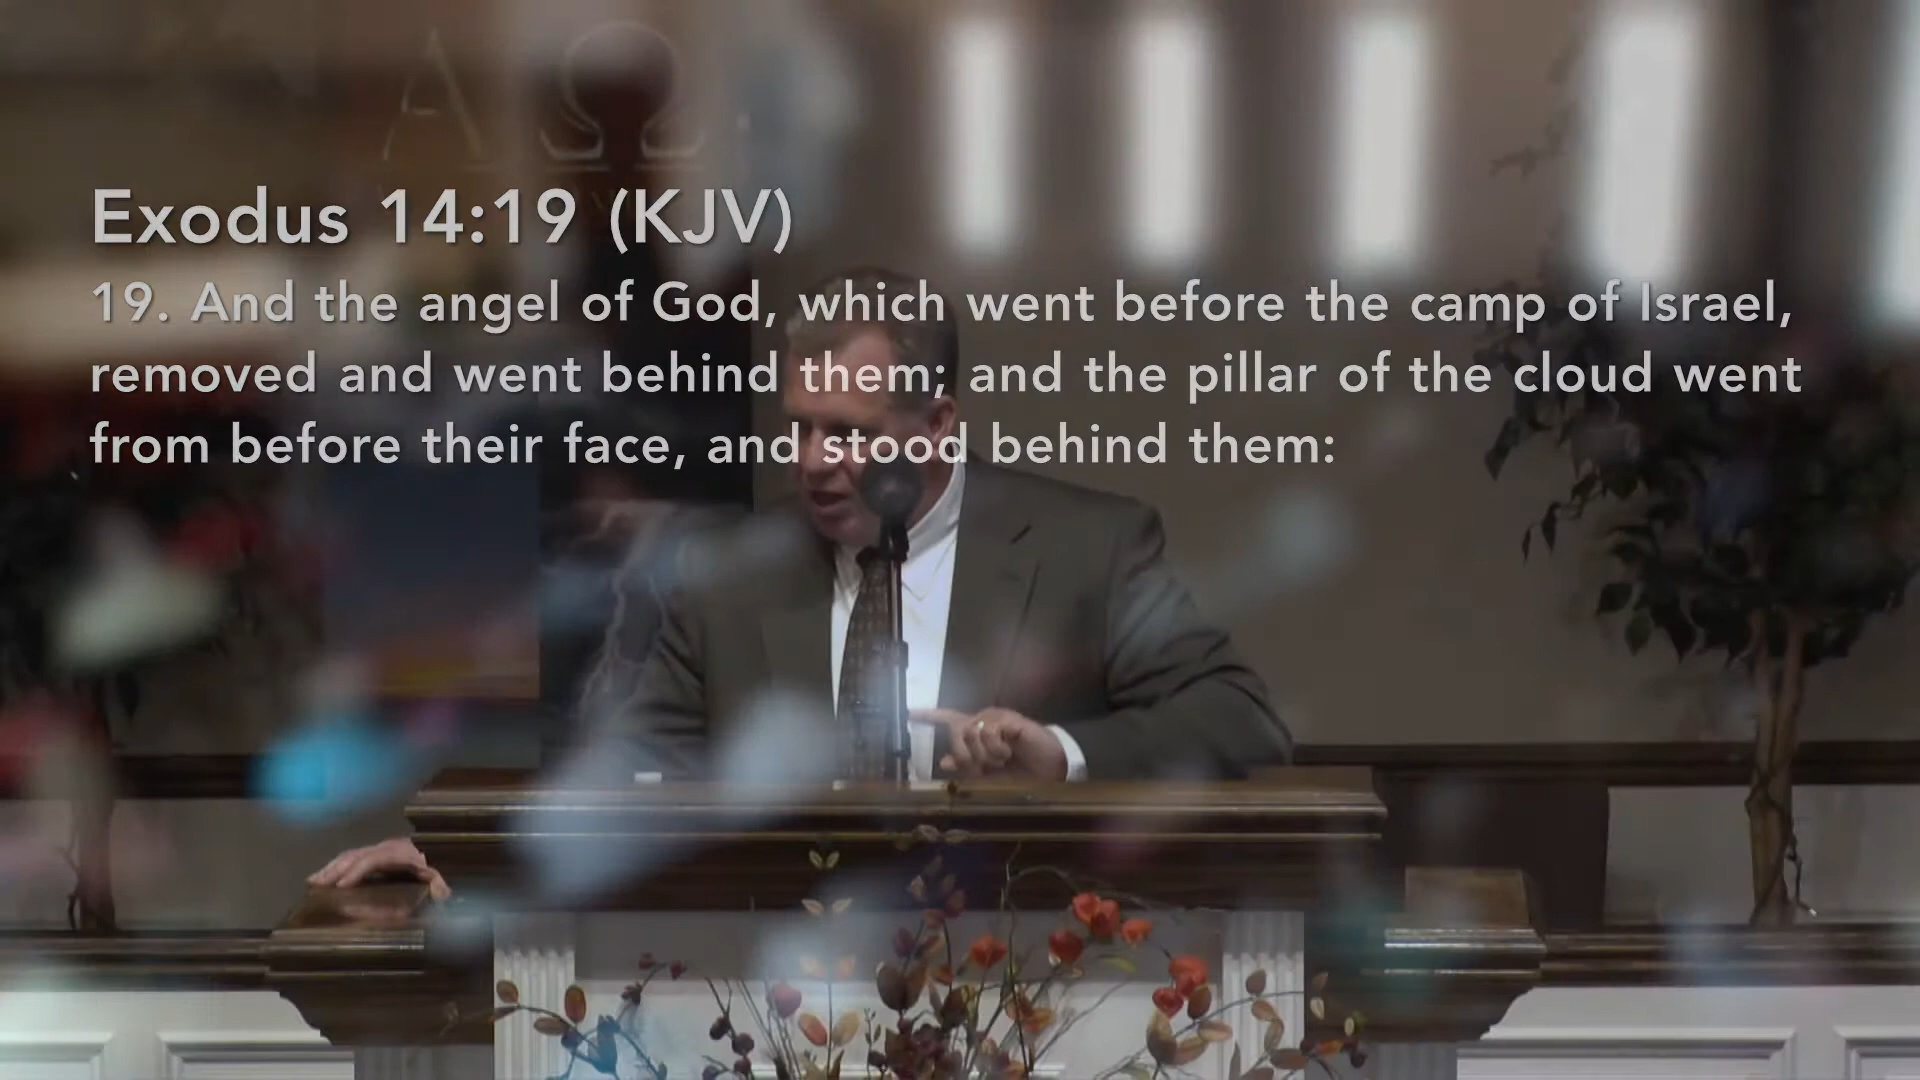 ΑΩ
Exodus 14:19 (KJV)
19. And the angel of God, which went before the camp of Israel,
removed and went behind them; and the pillar of the cloud went
from before their face, and stood behind them: